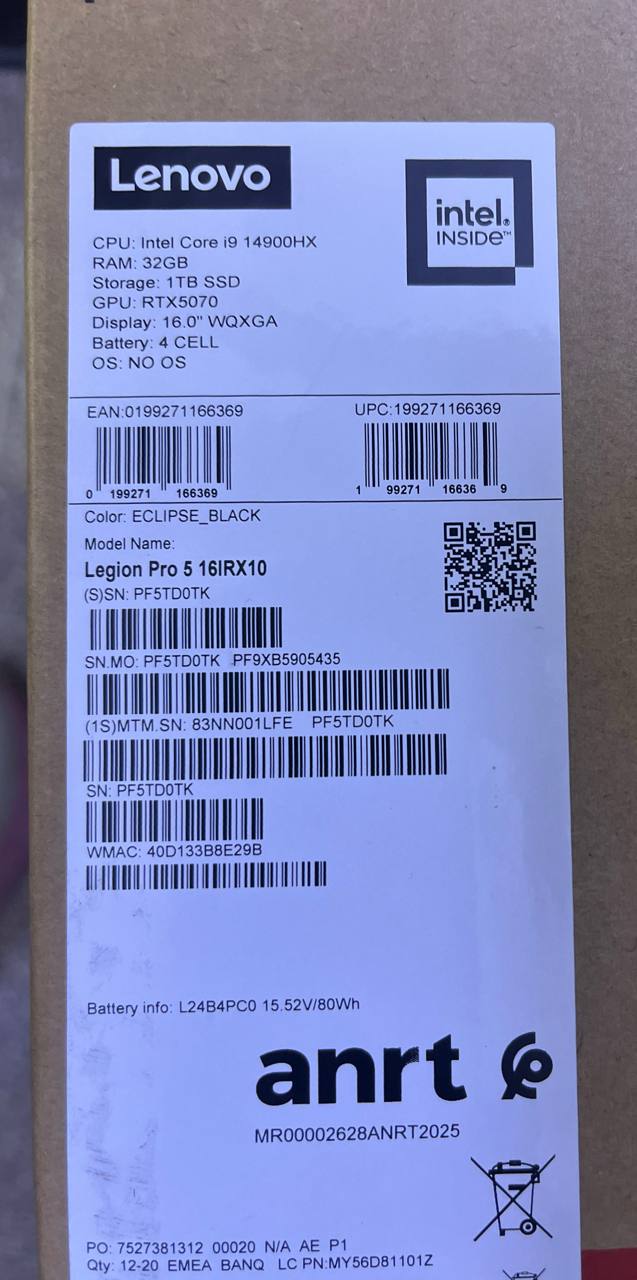 Lenovo
intel.
INSIDE™
CPU: Intel Core i9 14900HX
RAM: 32GB
Storage: 1TB SSD
GPU: RTX5070
Display: 16.0" WQXGA
Battery: 4 CELL
OS: NO OS
EAN:0199271166369 UPC:199271166369
0 199271 166369 1 99271 16636 9
Color: ECLIPSE_BLACK
Model Name:
Legion Pro 5 16IRX10
(S)SN: PF5TD0TK
SN.MO: PF5TD0TK PF9XB5905435
(1S)MTM.SN: 83NN001LFE PF5TD0TK
SN: PF5TD0TK
WMAC: 40D133B8E29B
Battery info: L24B4PC0 15.52V/80Wh
anrt
MR00002628ANRT2025
PO: 7527381312 00020 N/A AE P1
Qty: 12-20 EMEA BANQ LC PN:MY56D81101Z